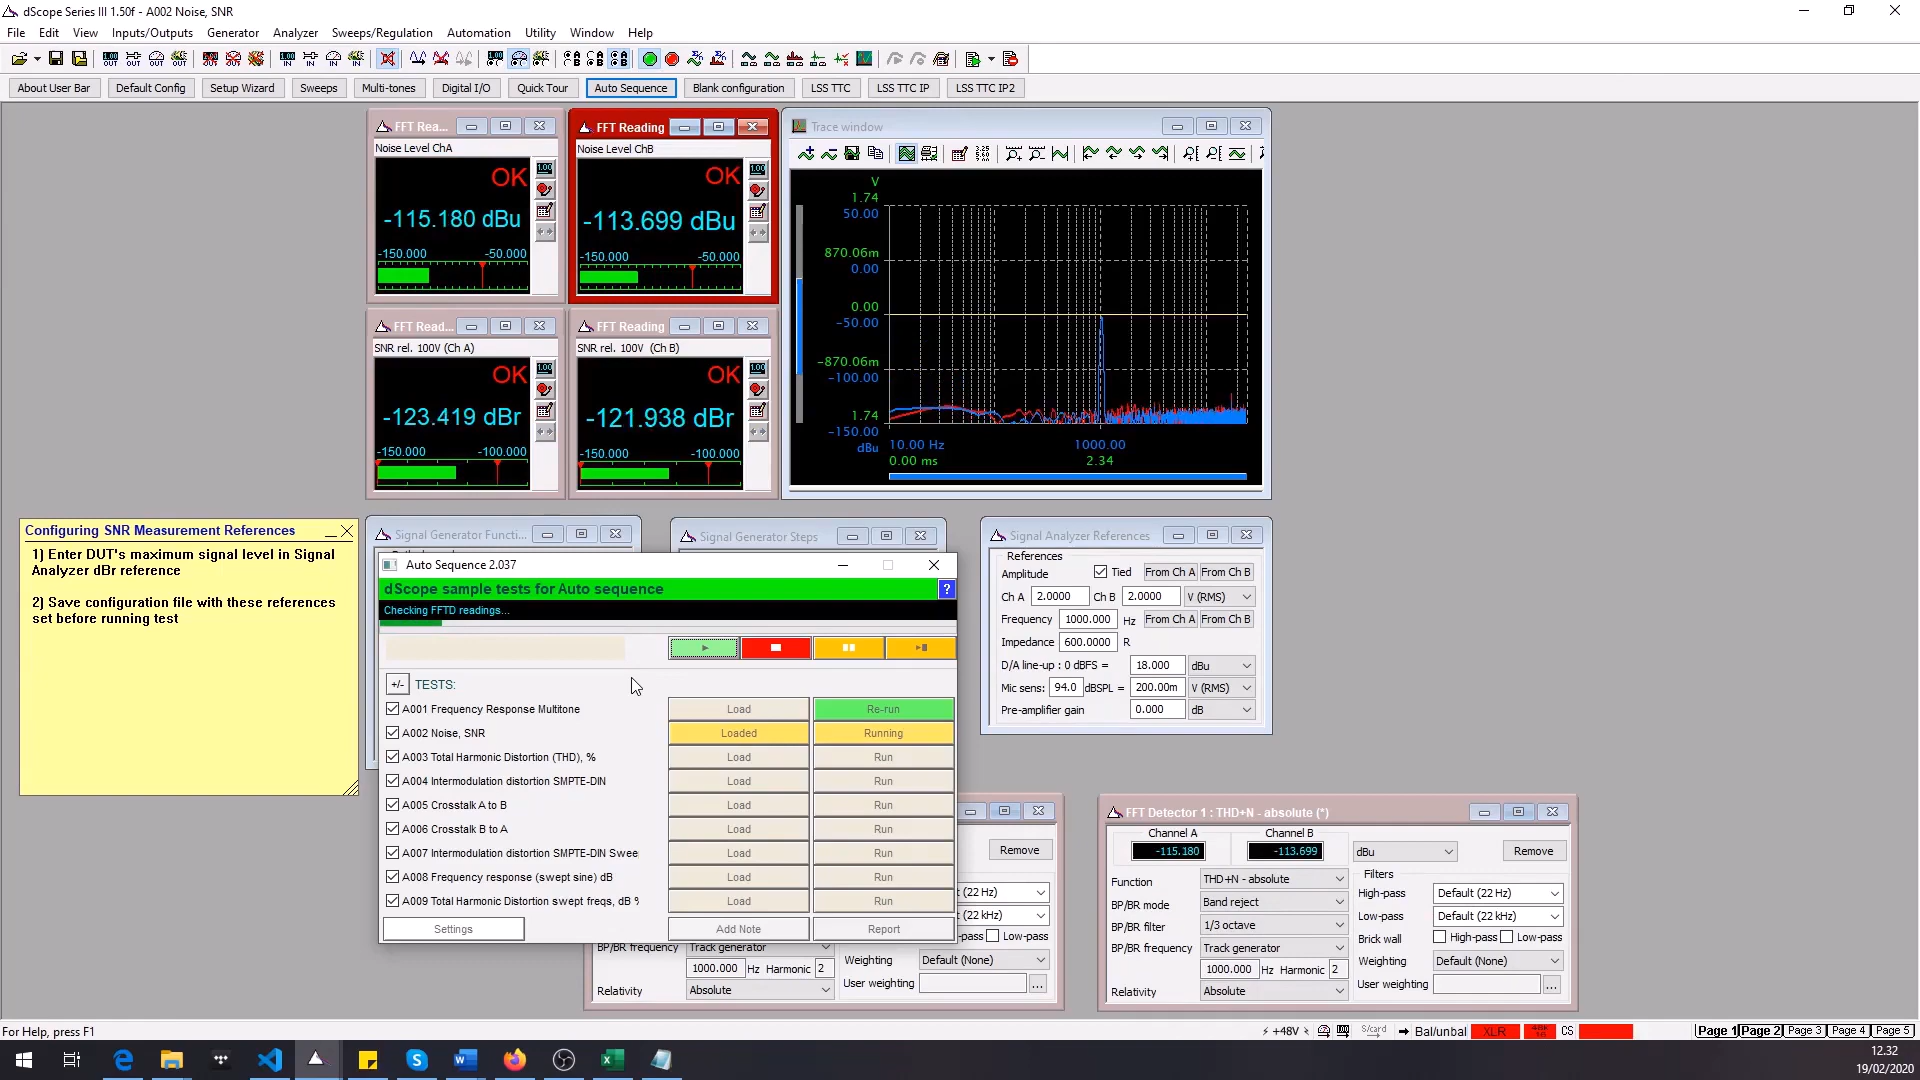 dScope Series III 1.50f - A002 Noise, SNR
File Edit View Inputs/Outputs Generator Analyzer Sweeps/Regulation Automation Utility Window Help
About User Bar Default Config Setup Wizard Sweeps Multi-tones Digital I/O Quick Tour Auto Sequence Blank configuration LSS TTC LSS TTC IP LSS TTC IP2
FFT Rea...
Noise Level ChA
OK
-115.180 dBu
-150.000 -50.000
FFT Reading
Noise Level ChB
OK
-113.699 dBu
-150.000 -50.000
Trace window
V
1.74
50.00
870.06m
0.00
0.00
-50.00
-870.06m
-100.00
1.74
-150.00
dBu
10.00 Hz 1000.00
0.00 ms 2.34
FFT Read...
SNR rel. 100V (Ch A)
OK
-123.419 dBr
-150.000 -100.000
FFT Reading
SNR rel. 100V (Ch B)
OK
-121.938 dBr
-150.000 -100.000
Configuring SNR Measurement References
1) Enter DUT's maximum signal level in Signal
Analyzer dBr reference
2) Save configuration file with these references
set before running test
Signal Generator Functi...
Signal Generator Steps
Signal Analyzer References
References
Amplitude Tied From Ch A From Ch B
Ch A 2.0000 Ch B 2.0000 V (RMS)
Frequency 1000.000 Hz From Ch A From Ch B
Impedance 600.0000 R
D/A line-up : 0 dBFS = 18.000 dBu
Mic sens: 94.0 dBSPL = 200.00m V (RMS)
Pre-amplifier gain 0.000 dB
Auto Sequence 2.037
dScope sample tests for Auto sequence ?
Checking FFTD readings...
+/- TESTS:
A001 Frequency Response Multitone Load Re-run
A002 Noise, SNR Loaded Running
A003 Total Harmonic Distortion (THD), % Load Run
A004 Intermodulation distortion SMPTE-DIN Load Run
A005 Crosstalk A to B Load Run
A006 Crosstalk B to A Load Run
A007 Intermodulation distortion SMPTE-DIN Swee Load Run
A008 Frequency response (swept sine) dB Load Run
A009 Total Harmonic Distortion swept freqs, dB % Load Run
Settings Add Note Report
Remove
t (22 Hz)
t (22 kHz)
-pass Low-pass
BP/BR frequency Track generator Weighting Default (None)
1000.000 Hz Harmonic 2 User weighting ...
Relativity Absolute
FFT Detector 1 : THD+N - absolute (*)
Channel A Channel B
-115.180 -113.699 dBu Remove
Function THD+N - absolute Filters
BP/BR mode Band reject High-pass Default (22 Hz)
BP/BR filter 1/3 octave Low-pass Default (22 kHz)
BP/BR frequency Track generator Brick wall High-pass Low-pass
1000.000 Hz Harmonic 2 Weighting Default (None)
Relativity Absolute User weighting ...
For Help, press F1
+48V S/card Bal/unbal XLR CS Page 1 Page 2 Page 3 Page 4 Page 5
12.32
19/02/2020